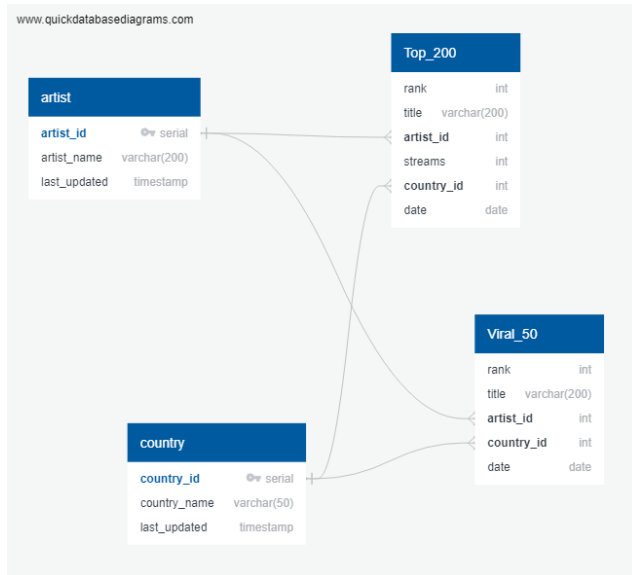 www.quickdatabasediagrams.com
Top_200
rank int
title varchar(200)
artist_id int
streams int
country_id int
date date
artist
artist_id serial
artist_name varchar(200)
last_updated timestamp
Viral_50
rank int
title varchar(200)
artist_id int
country_id int
date date
country
country_id serial
country_name varchar(50)
last_updated timestamp